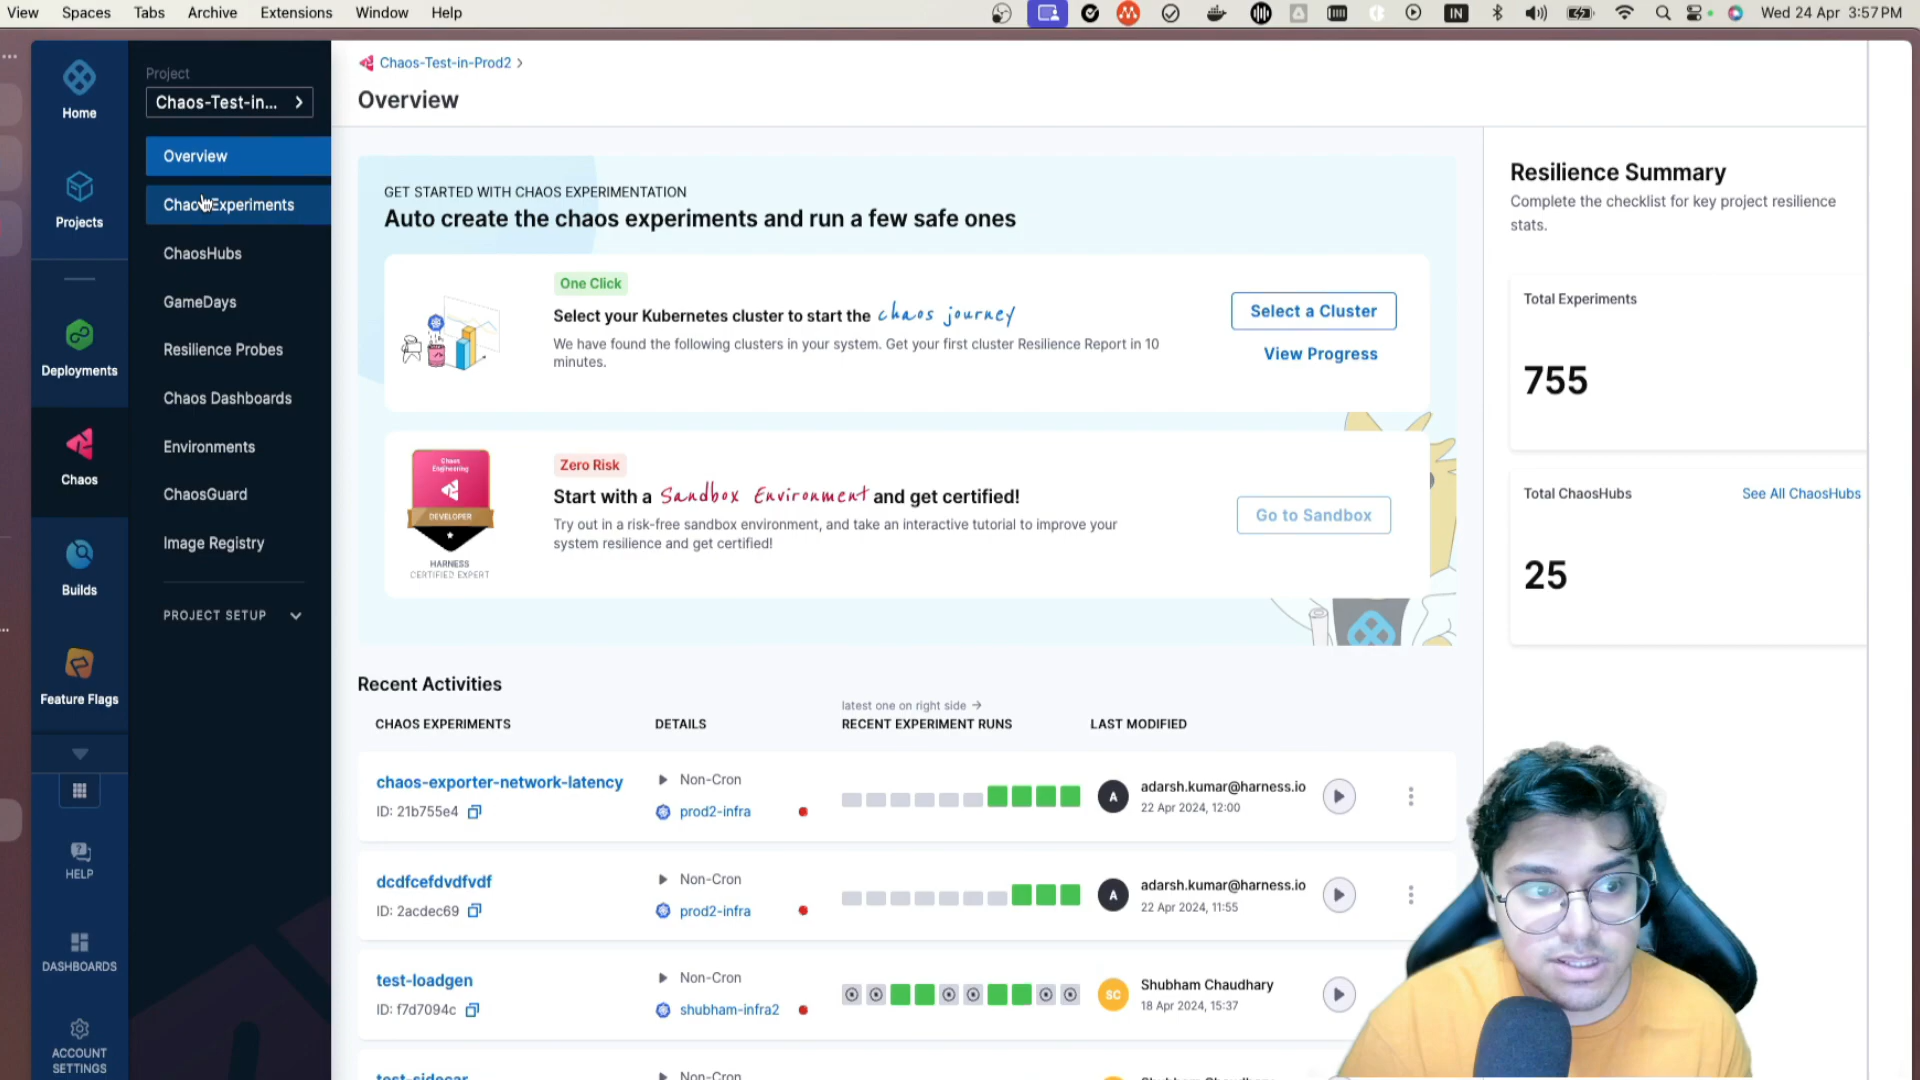 View Spaces Tabs Archive Extensions Window Help
IN
Wed 24 Apr 3:57 PM
Home
Projects
Deployments
Chaos
Builds
Feature Flags
HELP
DASHBOARDS
ACCOUNT
SETTINGS
Project
Chaos-Test-in...
Overview
Chaos Experiments
ChaosHubs
GameDays
Resilience Probes
Chaos Dashboards
Environments
ChaosGuard
Image Registry
PROJECT SETUP
Chaos-Test-in-Prod2 >
Overview
GET STARTED WITH CHAOS EXPERIMENTATION
Auto create the chaos experiments and run a few safe ones
One Click
Select your Kubernetes cluster to start the chaos journey
We have found the following clusters in your system. Get your first cluster Resilience Report in 10
minutes.
Select a Cluster
View Progress
Chaos
Engineering
DEVELOPER
HARNESS
CERTIFIED EXPERT
Zero Risk
Start with a Sandbox Environment and get certified!
Try out in a risk-free sandbox environment, and take an interactive tutorial to improve your
system resilience and get certified!
Go to Sandbox
Recent Activities
latest one on right side →
CHAOS EXPERIMENTS DETAILS RECENT EXPERIMENT RUNS LAST MODIFIED
chaos-exporter-network-latency
ID: 21b755e4
Non-Cron
prod2-infra
A
adarsh.kumar@harness.io
22 Apr 2024, 12:00
dcdfcefdvdfvdf
ID: 2acdec69
Non-Cron
prod2-infra
A
adarsh.kumar@harness.io
22 Apr 2024, 11:55
test-loadgen
ID: f7d7094c
Non-Cron
shubham-infra2
SC
Shubham Chaudhary
18 Apr 2024, 15:37
test-sidecar
Non-Cron
Shubham Chaudhary
Resilience Summary
Complete the checklist for key project resilience
stats.
Total Experiments
755
Total ChaosHubs
See All ChaosHubs
25